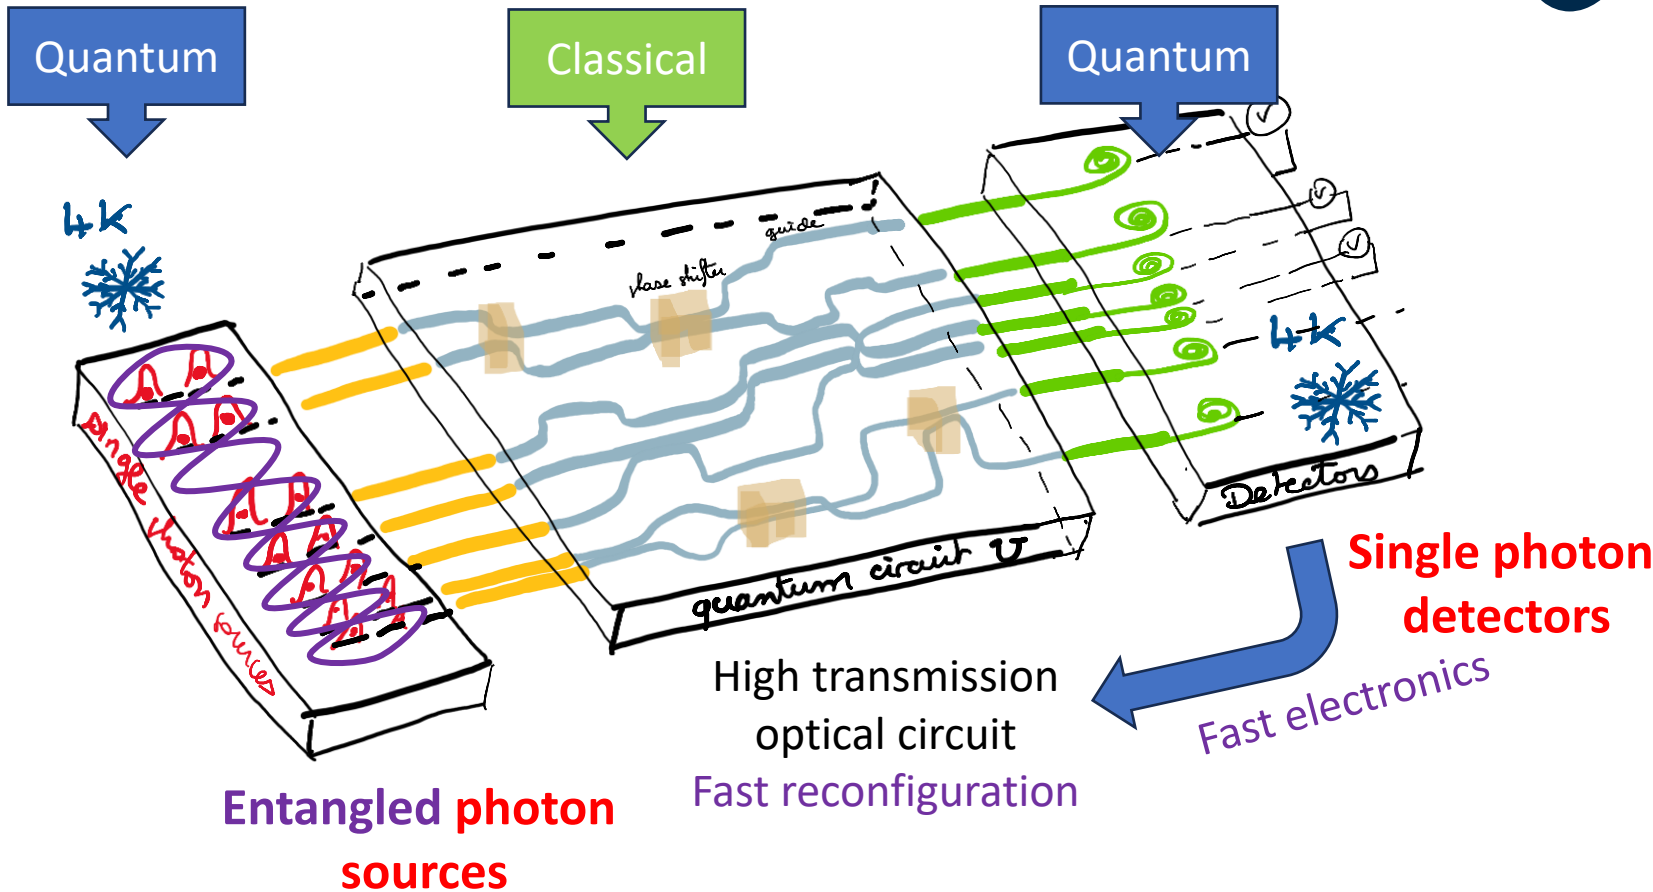 Quantum
Classical
Quantum
4K
guide
phase shifter
4K
single photon sources
Detectors
quantum circuit U
Single photon
detectors
High transmission
optical circuit
Fast reconfiguration
Fast electronics
Entangled photon
sources